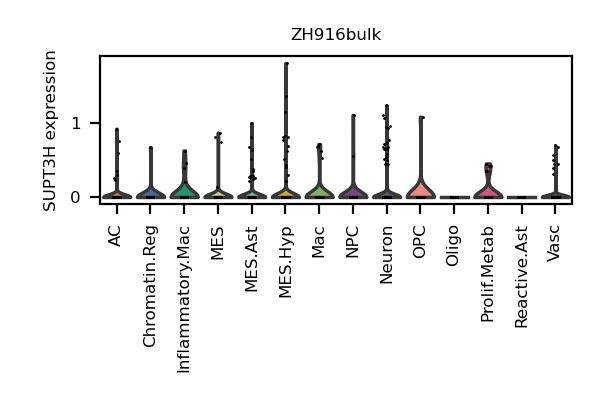 ZH916bulk
SUPT3H expression
1
0
AC
Chromatin.Reg
Inflammatory.Mac
MES
MES.Ast
MES.Hyp
Mac
NPC
Neuron
OPC
Oligo
Prolif.Metab
Reactive.Ast
Vasc